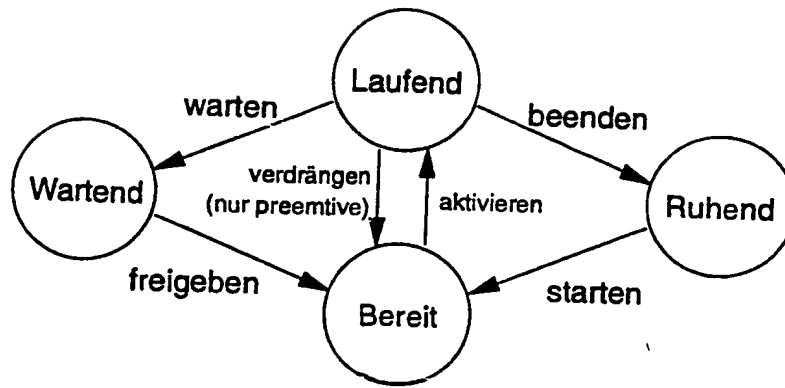 Laufend
warten
beenden
Wartend
verdrängen
(nur preemtive)
aktivieren
Ruhend
freigeben
starten
Bereit